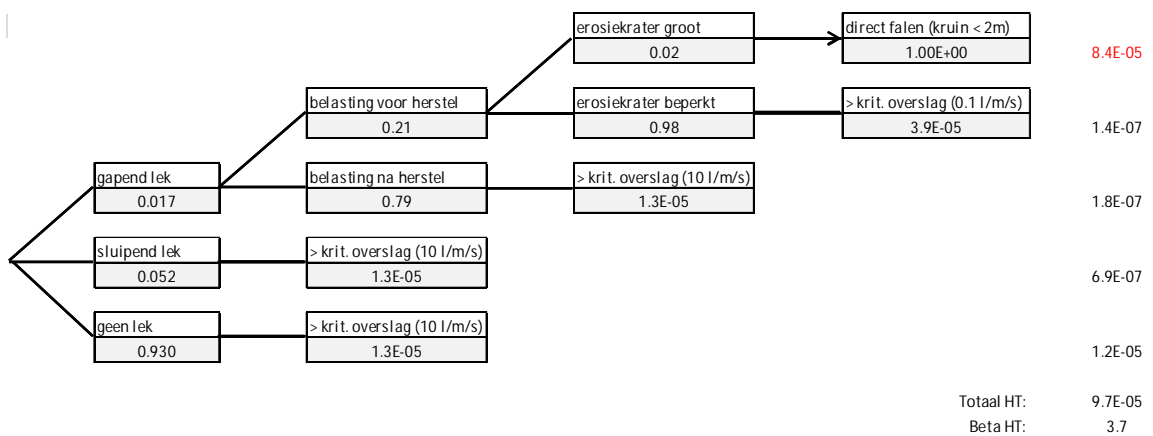 erosiekrater groot
0.02
direct falen (kruin < 2m)
1.00E+00
8.4E-05
belasting voor herstel
0.21
erosiekrater beperkt
0.98
> krit. overslag (0.1 l/m/s)
3.9E-05
1.4E-07
gapend lek
0.017
belasting na herstel
0.79
> krit. overslag (10 l/m/s)
1.3E-05
1.8E-07
sluipend lek
0.052
> krit. overslag (10 l/m/s)
1.3E-05
6.9E-07
geen lek
0.930
> krit. overslag (10 l/m/s)
1.3E-05
1.2E-05
Totaal HT: 9.7E-05
Beta HT: 3.7